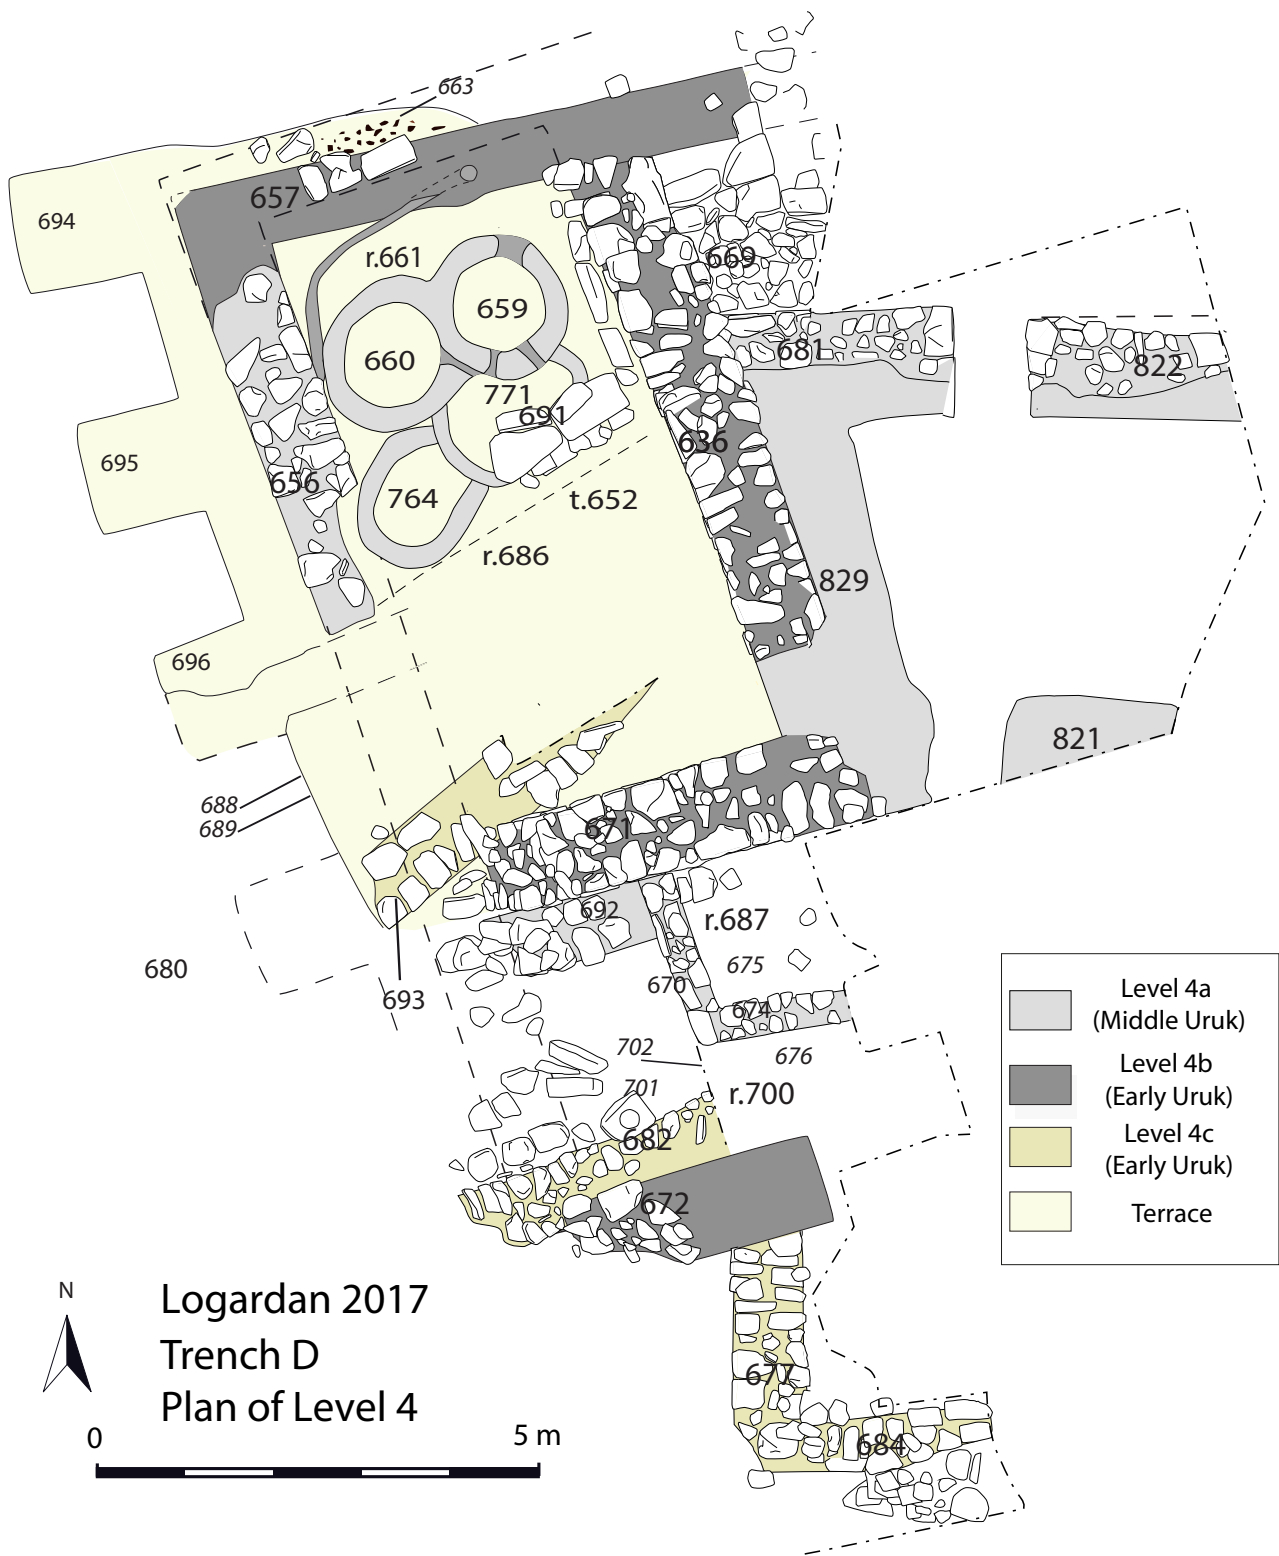 663
657
694
r.661
669
659
681
660
822
771
691
636
695
656
764
t.652
r.686
829
696
821
688
689
671
692
r.687
675
680
670
693
674
702
676
701
r.700
682
672
677
684
Level 4a
(Middle Uruk)
Level 4b
(Early Uruk)
Level 4c
(Early Uruk)
Terrace
N
Logardan 2017
Trench D
Plan of Level 4
0 5 m